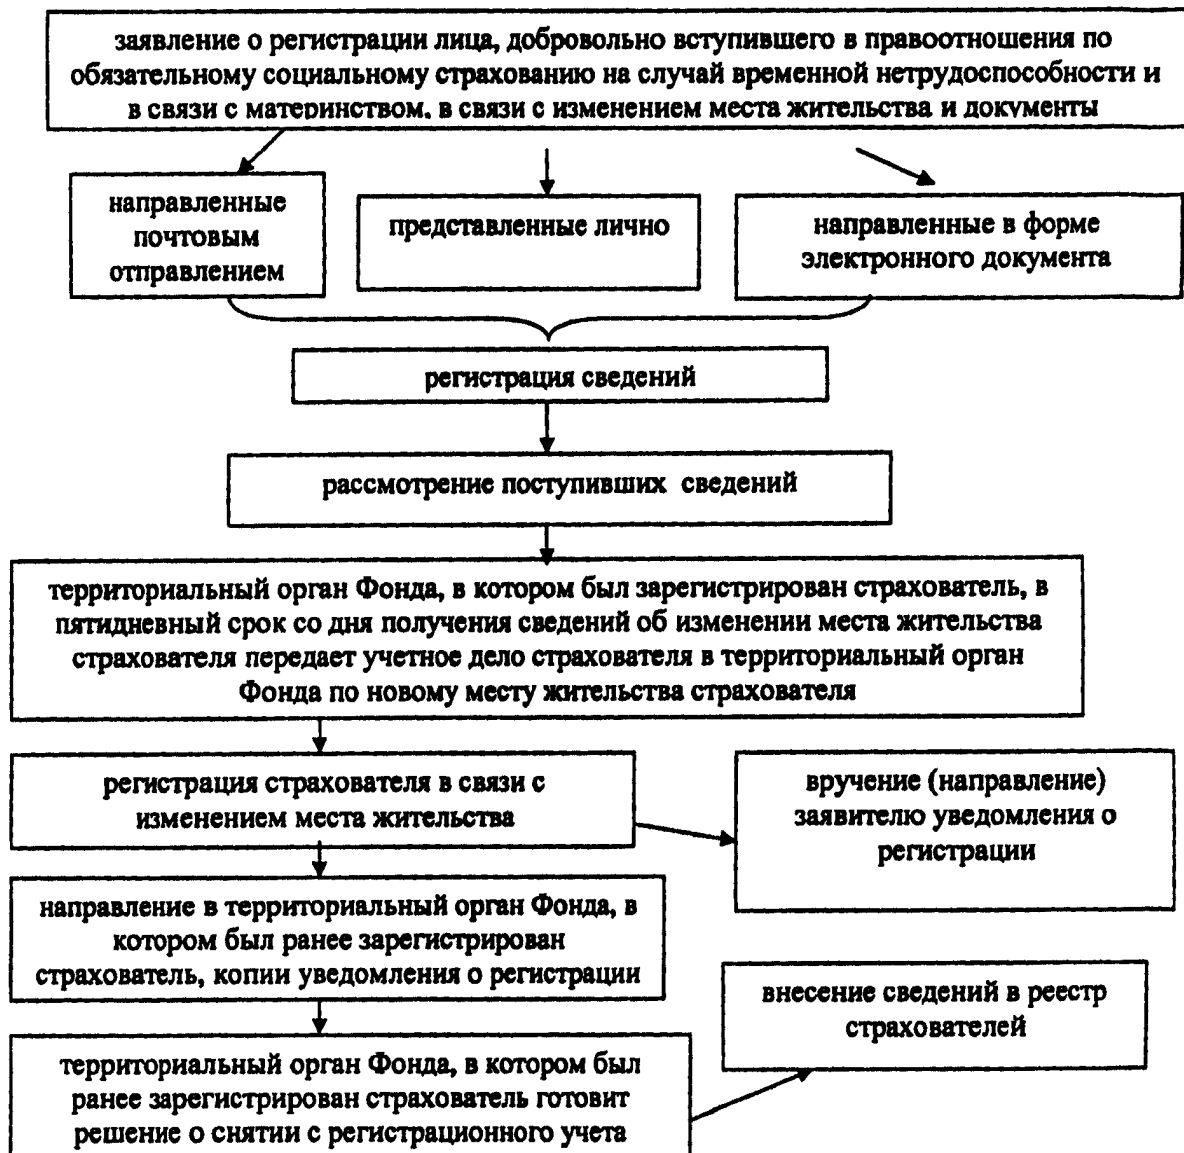 заявление о регистрации лица, добровольно вступившего в правоотношения по
обязательному социальному страхованию на случай временной нетрудоспособности и
в связи с материнством, в связи с изменением места жительства и документы
направленные
почтовым
отправлением
представленные лично
направленные в форме
электронного документа
регистрация сведений
рассмотрение поступивших сведений
территориальный орган Фонда, в котором был зарегистрирован страхователь, в
пятидневный срок со дня получения сведений об изменении места жительства
страхователя передает учетное дело страхователя в территориальный орган
Фонда по новому месту жительства страхователя
регистрация страхователя в связи с
изменением места жительства
вручение (направление)
заявителю уведомления о
регистрации
направление в территориальный орган Фонда, в
котором был ранее зарегистрирован
страхователь, копии уведомления о регистрации
внесение сведений в реестр
страхователей
территориальный орган Фонда, в котором был
ранее зарегистрирован страхователь готовит
решение о снятии с регистрационного учета